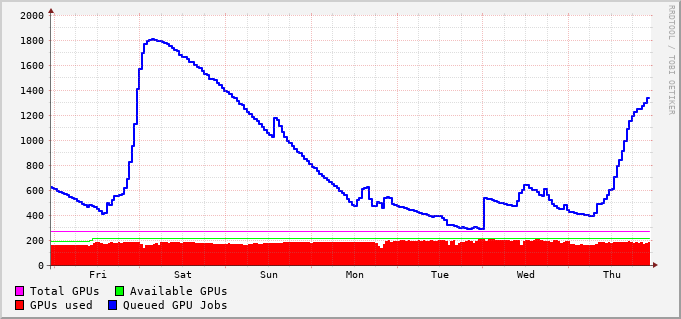 2000
1800
1600
1400
1200
1000
800
600
400
200
0
Fri Sat Sun Mon Tue Wed Thu
Total GPUs Available GPUs
GPUs used Queued GPU Jobs
RRDTOOL / TOBI OETIKER